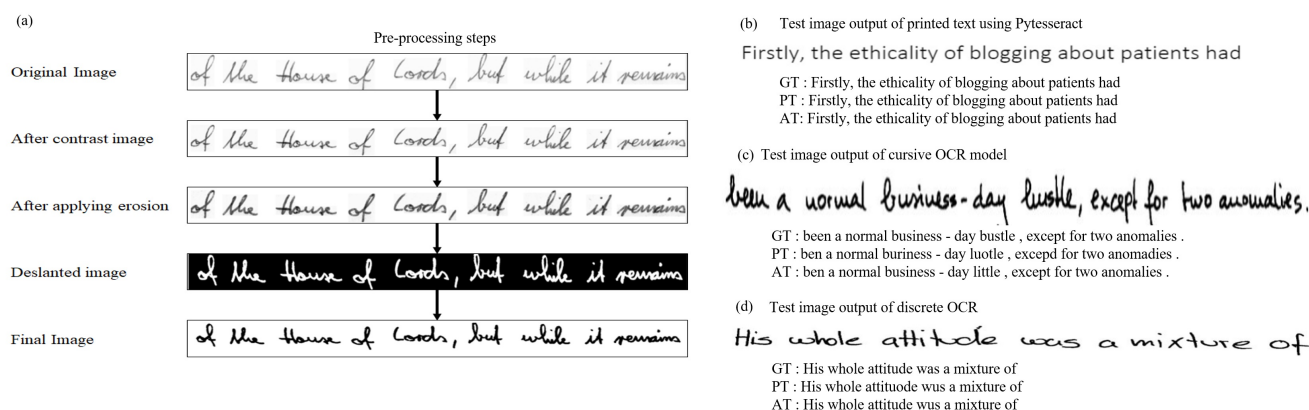 (a)
Pre-processing steps
Original Image
of the House of Lords, but while it remains
After contrast image
of the House of Lords, but while it remains
After applying erosion
of the House of Lords, but while it remains
Deslanted image
of the House of Lords, but while it remains
Final Image
of the House of Lords, but while it remains
(b) Test image output of printed text using Pytesseract
Firstly, the ethicality of blogging about patients had
GT : Firstly, the ethicality of blogging about patients had
PT : Firstly, the ethicality of blogging about patients had
AT: Firstly, the ethicality of blogging about patients had
(c) Test image output of cursive OCR model
been a normal business-day bustle, except for two anomalies.
GT : been a normal business - day bustle , except for two anomalies .
PT : ben a normal buriness - day luotle , excepd for two anomadies .
AT : ben a normal business - day little , except for two anomalies .
(d) Test image output of discrete OCR
His whole attitude was a mixture of
GT : His whole attitude was a mixture of
PT : His whole attituode wus a mixture of
AT : His whole attitude wus a mixture of